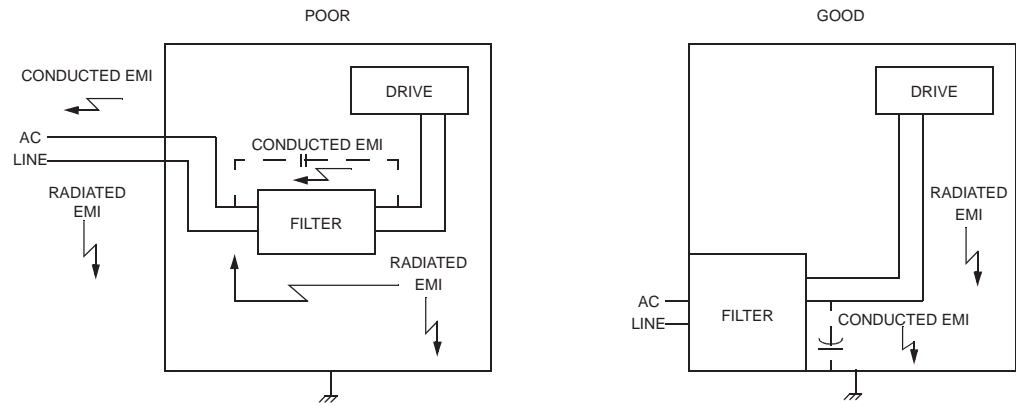 POOR
CONDUCTED EMI
DRIVE
AC
LINE
CONDUCTED EMI
RADIATED
EMI
FILTER
RADIATED
EMI
GOOD
DRIVE
RADIATED
EMI
AC
LINE
FILTER
CONDUCTED EMI